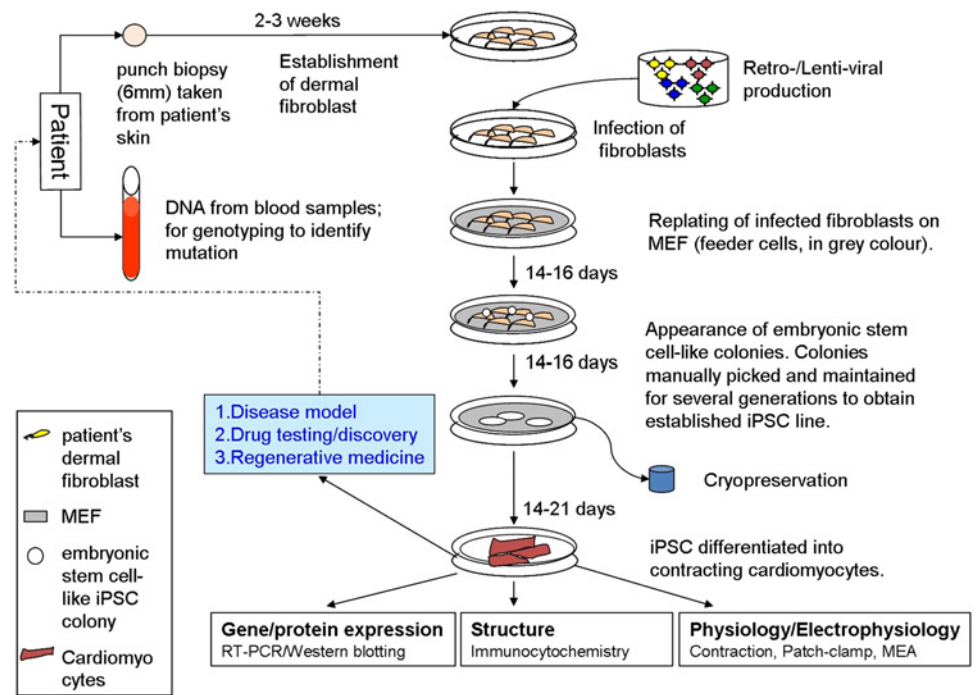 2-3 weeks
punch biopsy
(6mm) taken
from patient's
skin
Establishment
of dermal
fibroblast
Patient
DNA from blood samples;
for genotyping to identify
mutation
Retro-/Lenti-viral
production
Infection of
fibroblasts
Replating of infected fibroblasts on
MEF (feeder cells, in grey colour).
14-16 days
Appearance of embryonic stem
cell-like colonies. Colonies
manually picked and maintained
for several generations to obtain
established iPSC line.
14-16 days
Cryopreservation
14-21 days
iPSC differentiated into
contracting cardiomyocytes.
1.Disease model
2.Drug testing/discovery
3.Regenerative medicine
patient's
dermal
fibroblast
MEF
embryonic
stem cell-
like iPSC
colony
Cardiomyo
cytes
Gene/protein expression
RT-PCR/Western blotting
Structure
Immunocytochemistry
Physiology/Electrophysiology
Contraction, Patch-clamp, MEA